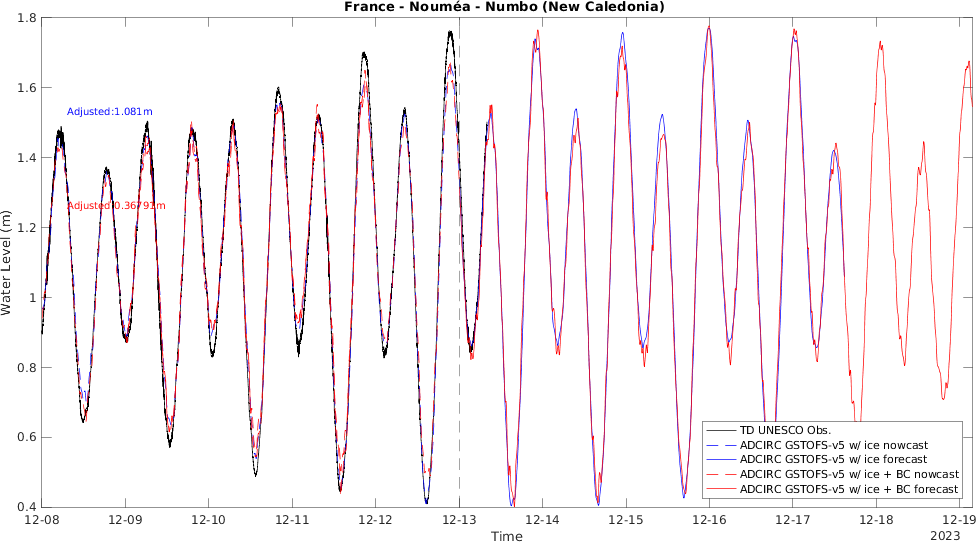 France - Nouméa - Numbo (New Caledonia)
Water Level (m)
1.8
1.6
1.4
1.2
1
0.8
0.6
0.4
Adjusted:1.081m
Adjusted:0.36791m
TD UNESCO Obs.
ADCIRC GSTOFS-v5 w/ ice nowcast
ADCIRC GSTOFS-v5 w/ ice forecast
ADCIRC GSTOFS-v5 w/ ice + BC nowcast
ADCIRC GSTOFS-v5 w/ ice + BC forecast
12-08 12-09 12-10 12-11 12-12 12-13 12-14 12-15 12-16 12-17 12-18 12-19
Time
2023